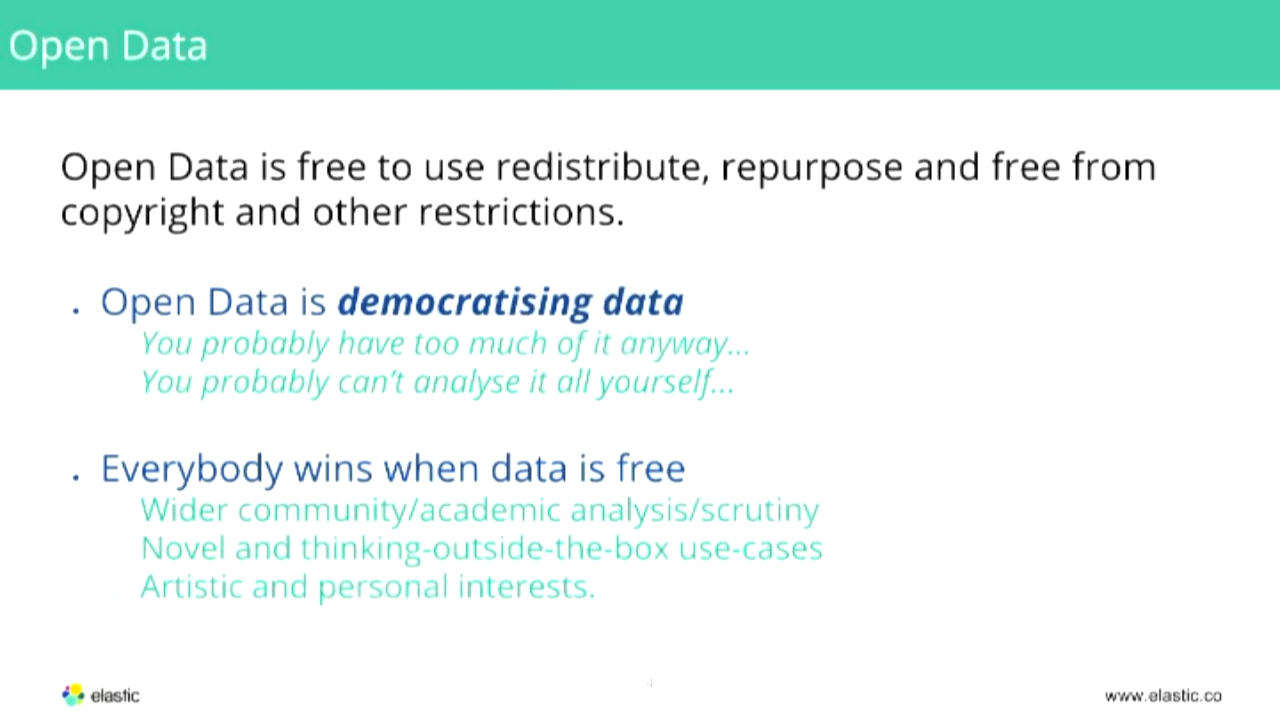 Open Data
Open Data is free to use redistribute, repurpose and free from
copyright and other restrictions.
. Open Data is democratising data
You probably have too much of it anyway...
You probably can't analyse it all yourself...
. Everybody wins when data is free
Wider community/academic analysis/scrutiny
Novel and thinking-outside-the-box use-cases
Artistic and personal interests.
elastic
www.elastic.co